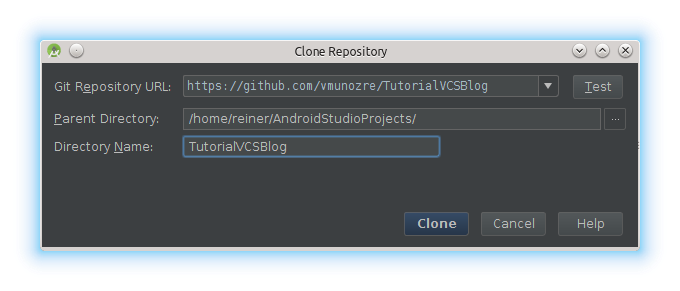 Clone Repository
Git Repository URL: https://github.com/vmunozre/TutorialVCSBlog Test
Parent Directory: /home/reiner/AndroidStudioProjects/ ...
Directory Name: TutorialVCSBlog
Clone Cancel Help